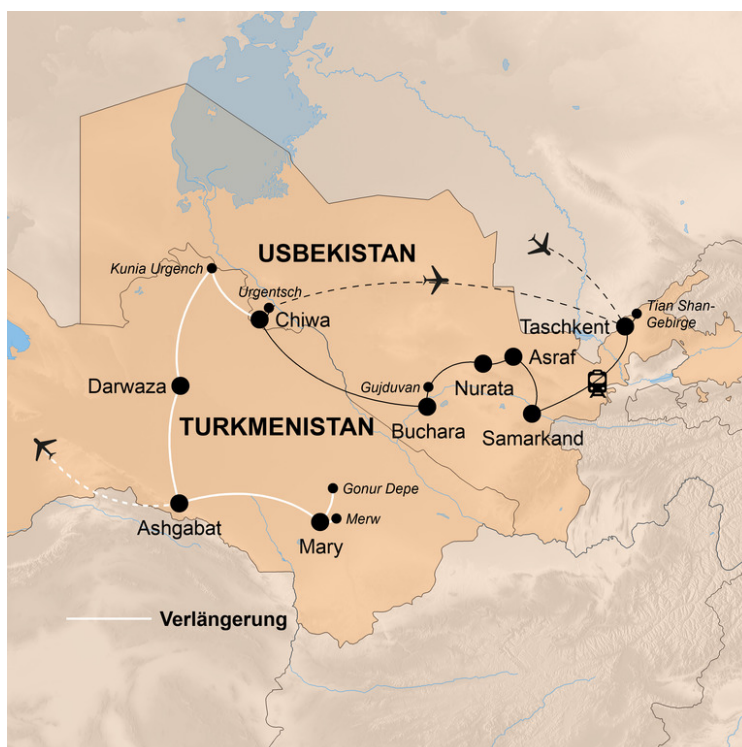 USBEKISTAN
Kunia Urgench
Urgentsch
Chiwa
Tian Shan-
Gebirge
Taschkent
Asraf
Nurata
Gujduvan
Darwaza
Buchara
Samarkand
TURKMENISTAN
Gonur Depe
Ashgabat
Merw
Mary
Verlängerung